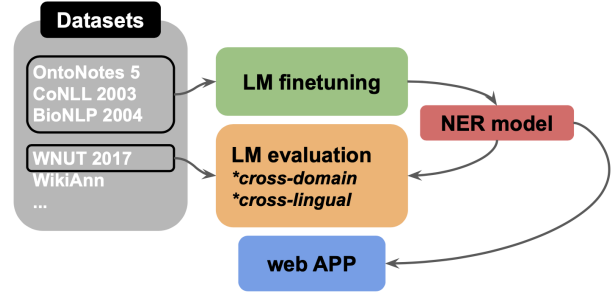 Datasets
OntoNotes 5
CoNLL 2003
BioNLP 2004
WNUT 2017
WikiAnn
...
LM finetuning
NER model
LM evaluation
*cross-domain
*cross-lingual
web APP